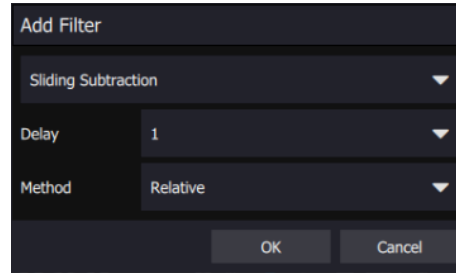 Add Filter
Sliding Subtraction
Delay 1
Method Relative
OK Cancel